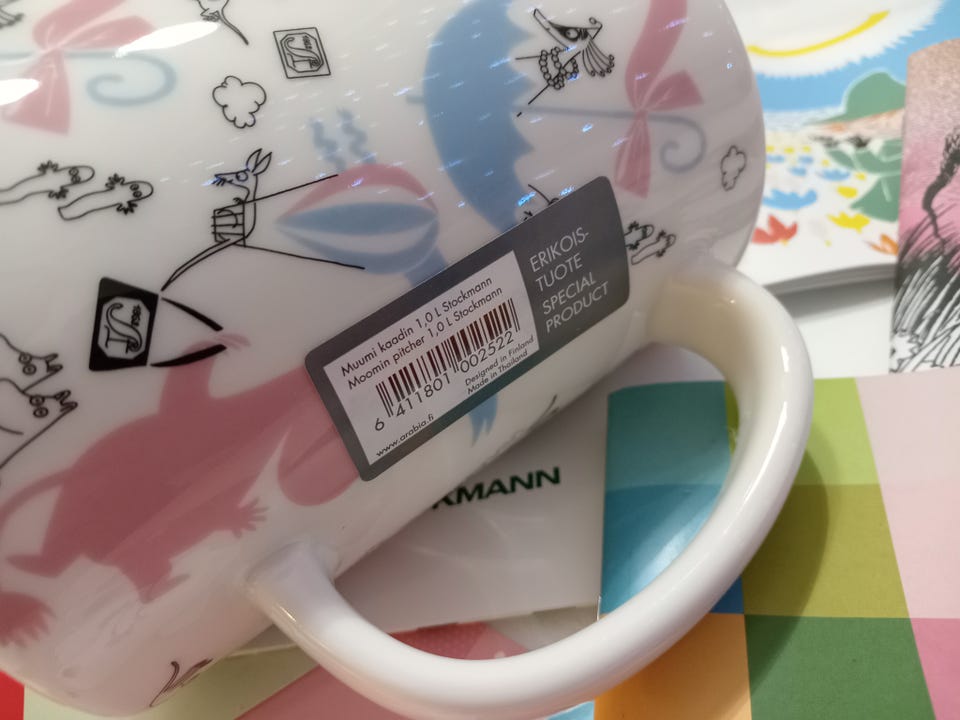 ERIKOIS-
TUOTE
SPECIAL
PRODUCT
Muumi kaadin 1,0 L Stockmann
Moomin pitcher 1,0 L Stockmann
6 411801 002522
Designed in Finland
Made in Thailand
www.arabia.fi
KMANN